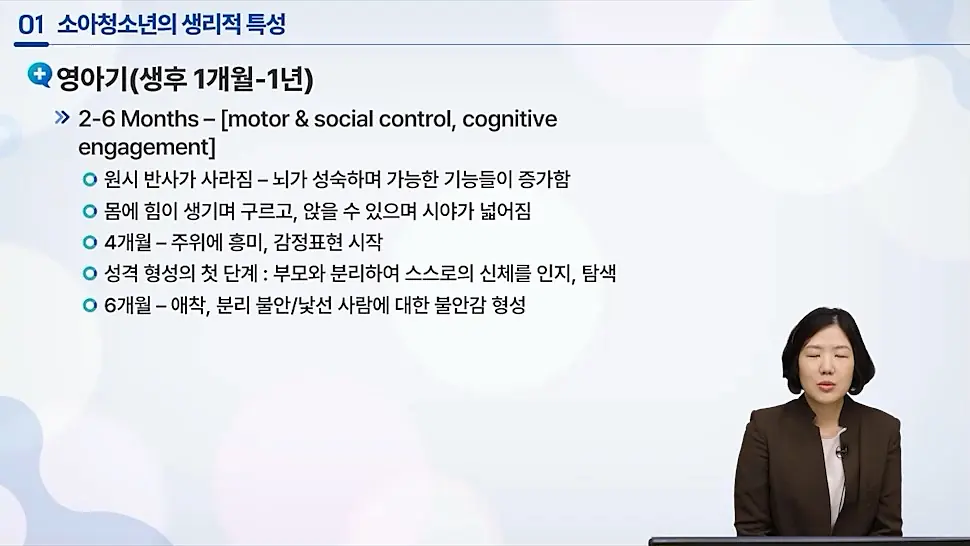 01 소아청소년의 생리적 특성
영아기(생후 1개월-1년)
2-6 Months – [motor & social control, cognitive
engagement]
원시 반사가 사라짐 – 뇌가 성숙하며 가능한 기능들이 증가함
몸에 힘이 생기며 구르고, 앉을 수 있으며 시야가 넓어짐
4개월 – 주위에 흥미, 감정표현 시작
성격 형성의 첫 단계 : 부모와 분리하여 스스로의 신체를 인지, 탐색
6개월 – 애착, 분리 불안/낯선 사람에 대한 불안감 형성